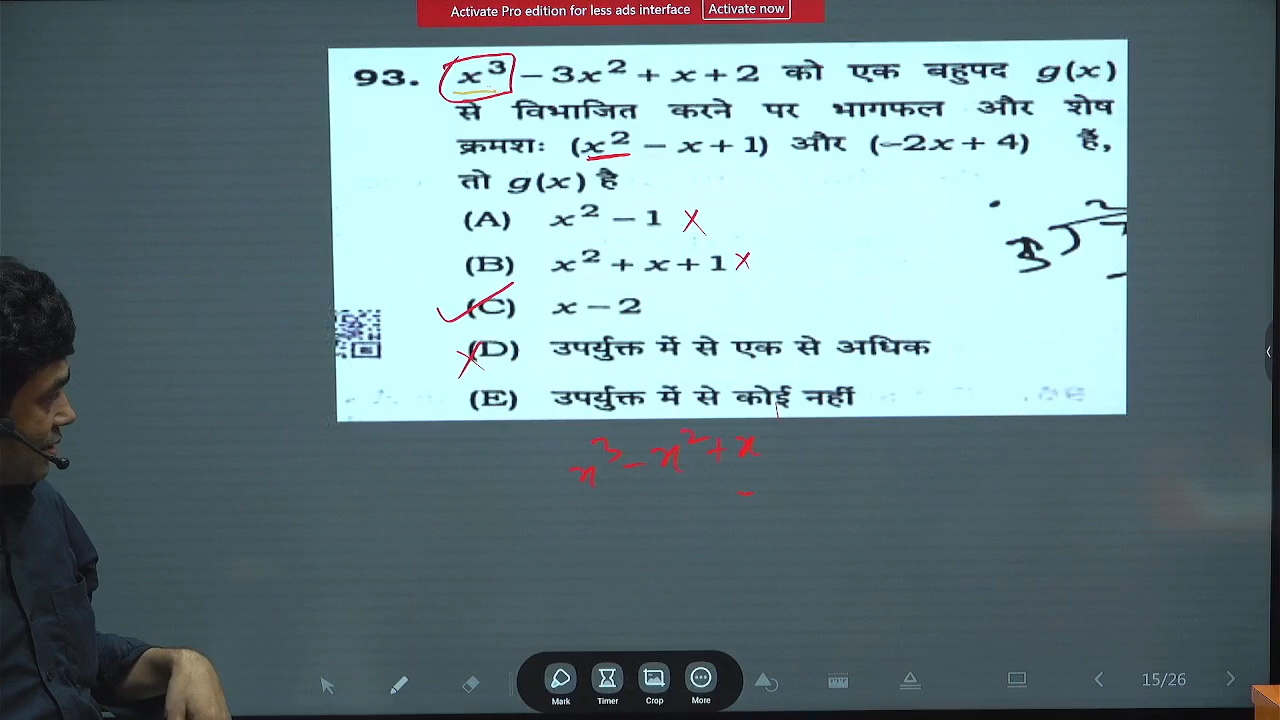 Activate Pro edition for less ads interface Activate now
93. x³ − 3x² + x + 2 को एक बहुपद g(x)
से विभाजित करने पर भागफल और शेष
क्रमशः (x² − x + 1) और (−2x + 4) हैं,
तो g(x) है
(A) x² − 1
(B) x² + x + 1
(C) x − 2
(D) उपर्युक्त में से एक से अधिक
(E) उपर्युक्त में से कोई नहीं
x³ − x² + x
Mark Timer Crop More
15/26